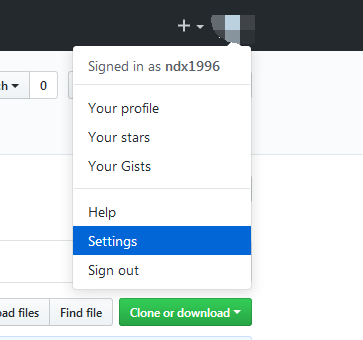 Signed in as ndx1996
ch 0
Your profile
Your stars
Your Gists
Help
Settings
Sign out
Find file
Clone or download
files